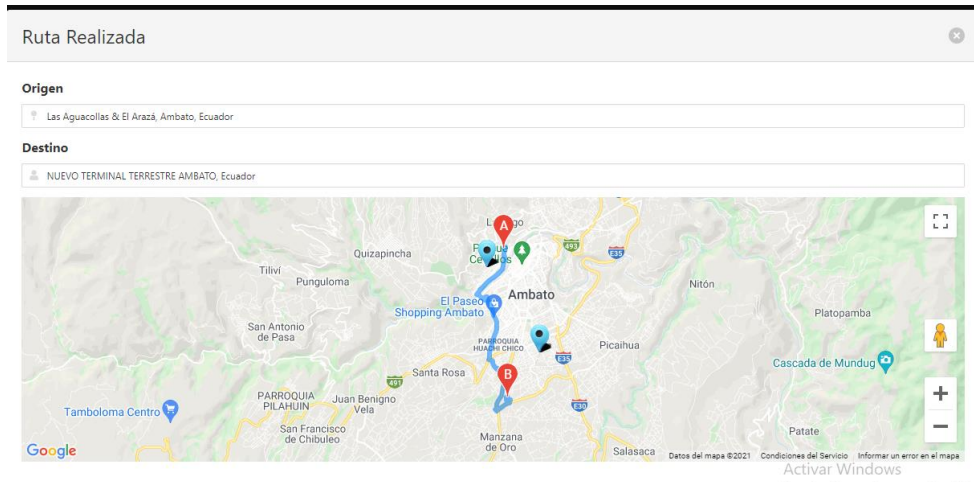 Ruta Realizada
Origen
Las Aguacollas & El Arazá, Ambato, Ecuador
Destino
NUEVO TERMINAL TERRESTRE AMBATO, Ecuador
A
493
E35
Quizapincha
Tiliví
Punguloma
Nitón
Ambato
El Paseo
Shopping Ambato
Platopamba
San Antonio
de Pasa
PARROQUIA
HUACHI CHICO
Picaihua
E35
Cascada de Mundug
Santa Rosa
B
491
PARROQUIA
PILAHUIN
Juan Benigno
Vela
E30
Tamboloma Centro
San Francisco
de Chibuleo
Manzana
de Oro
Patate
Salasaca
Google
Datos del mapa ©2021
Condiciones del Servicio
Informar un error en el mapa
Activar Windows